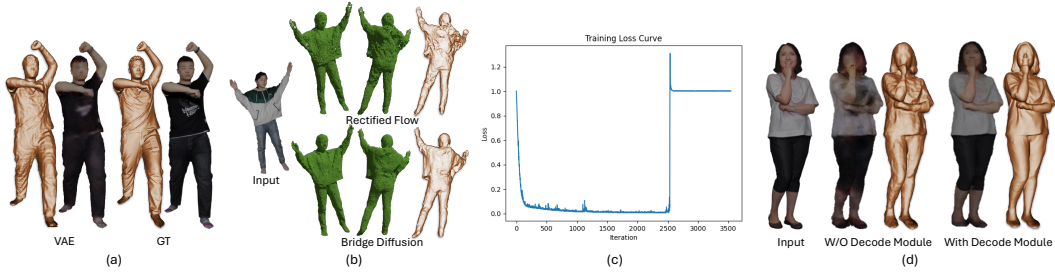 VAE
GT
(a)
Input
Rectified Flow
Bridge Diffusion
(b)
Training Loss Curve
Loss
1.2
1.0
0.8
0.6
0.4
0.2
0.0
0 500 1000 1500 2000 2500 3000 3500
Iteration
(c)
Input
W/O Decode Module
With Decode Module
(d)